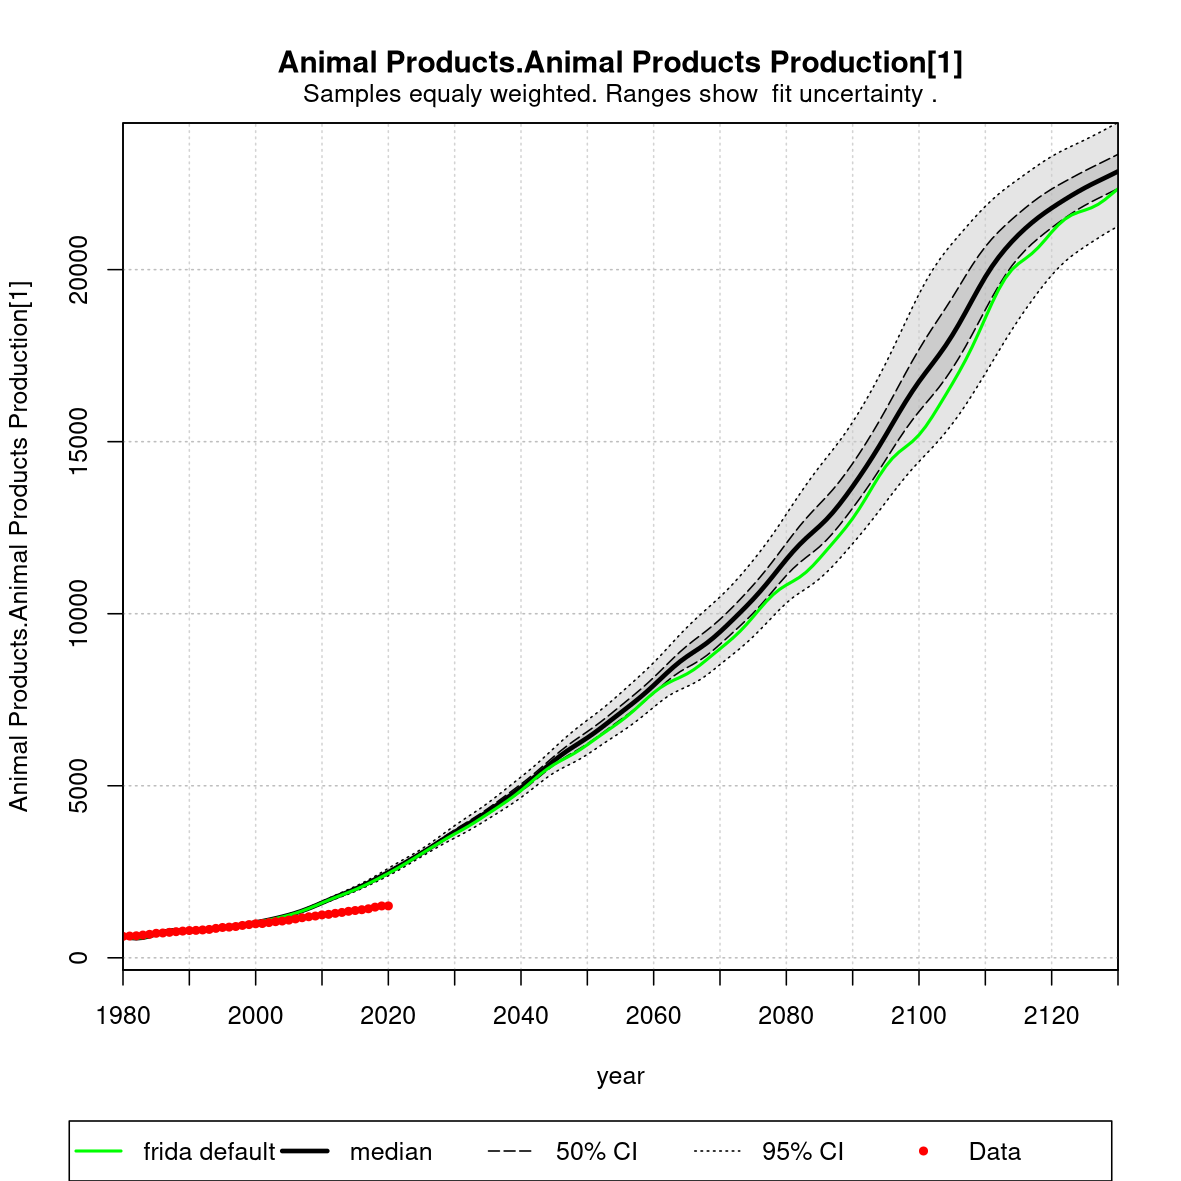 Animal Products.Animal Products Production[1]
Samples equaly weighted. Ranges show  fit uncertainty .
Animal Products.Animal Products Production[1]
20000
15000
10000
5000
0
1980 2000 2020 2040 2060 2080 2100 2120
year
frida default median 50% CI 95% CI Data